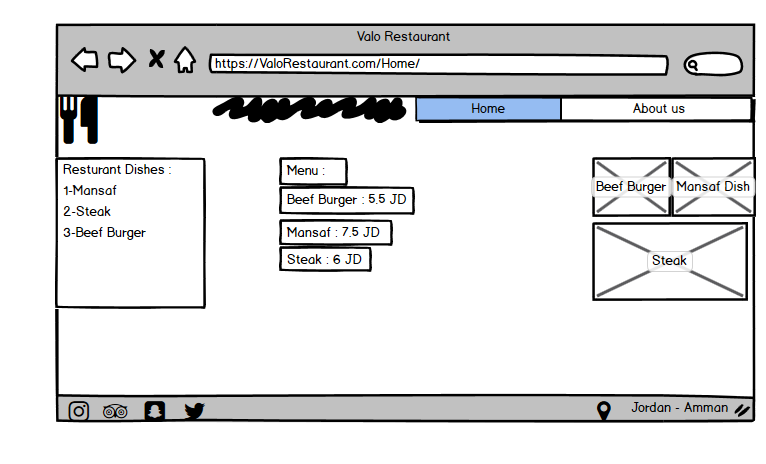 Valo Restaurant
https://ValoRestaurant.com/Home/
Home
About us
Resturant Dishes :
1-Mansaf
2-Steak
3-Beef Burger
Menu :
Beef Burger : 5.5 JD
Mansaf : 7.5 JD
Steak : 6 JD
Beef Burger
Mansaf Dish
Steak
Jordan - Amman